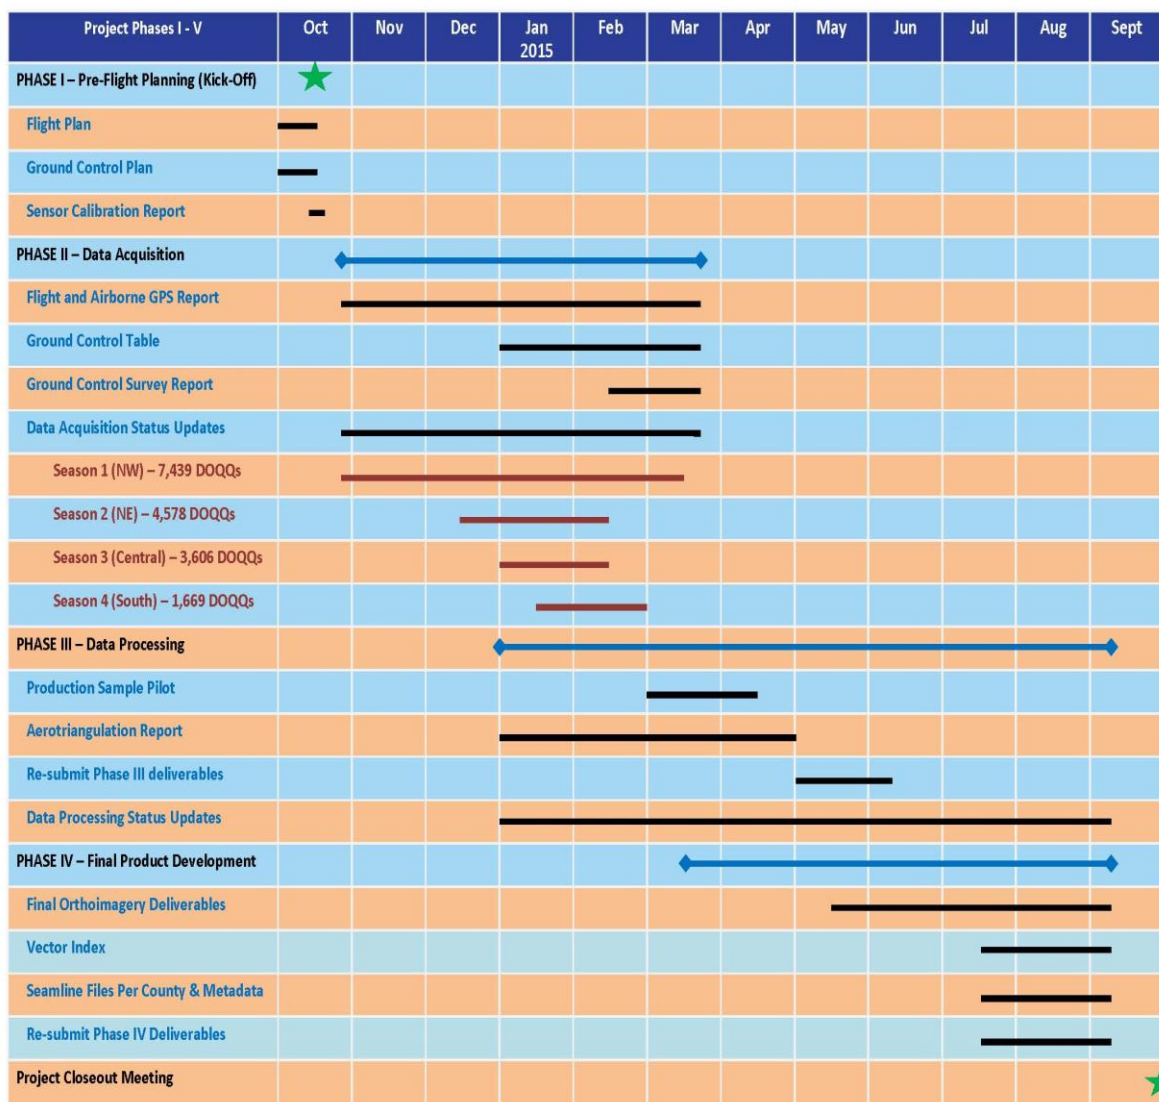 Project Phases I - V Oct Nov Dec Jan Feb Mar Apr May Jun Jul Aug Sept
2015
PHASE I – Pre-Flight Planning (Kick-Off)
Flight Plan
Ground Control Plan
Sensor Calibration Report
PHASE II – Data Acquisition
Flight and Airborne GPS Report
Ground Control Table
Ground Control Survey Report
Data Acquisition Status Updates
Season 1 (NW) – 7,439 DOQQs
Season 2 (NE) – 4,578 DOQQs
Season 3 (Central) – 3,606 DOQQs
Season 4 (South) – 1,669 DOQQs
PHASE III – Data Processing
Production Sample Pilot
Aerotriangulation Report
Re-submit Phase III deliverables
Data Processing Status Updates
PHASE IV – Final Product Development
Final Orthoimagery Deliverables
Vector Index
Seamline Files Per County & Metadata
Re-submit Phase IV Deliverables
Project Closeout Meeting